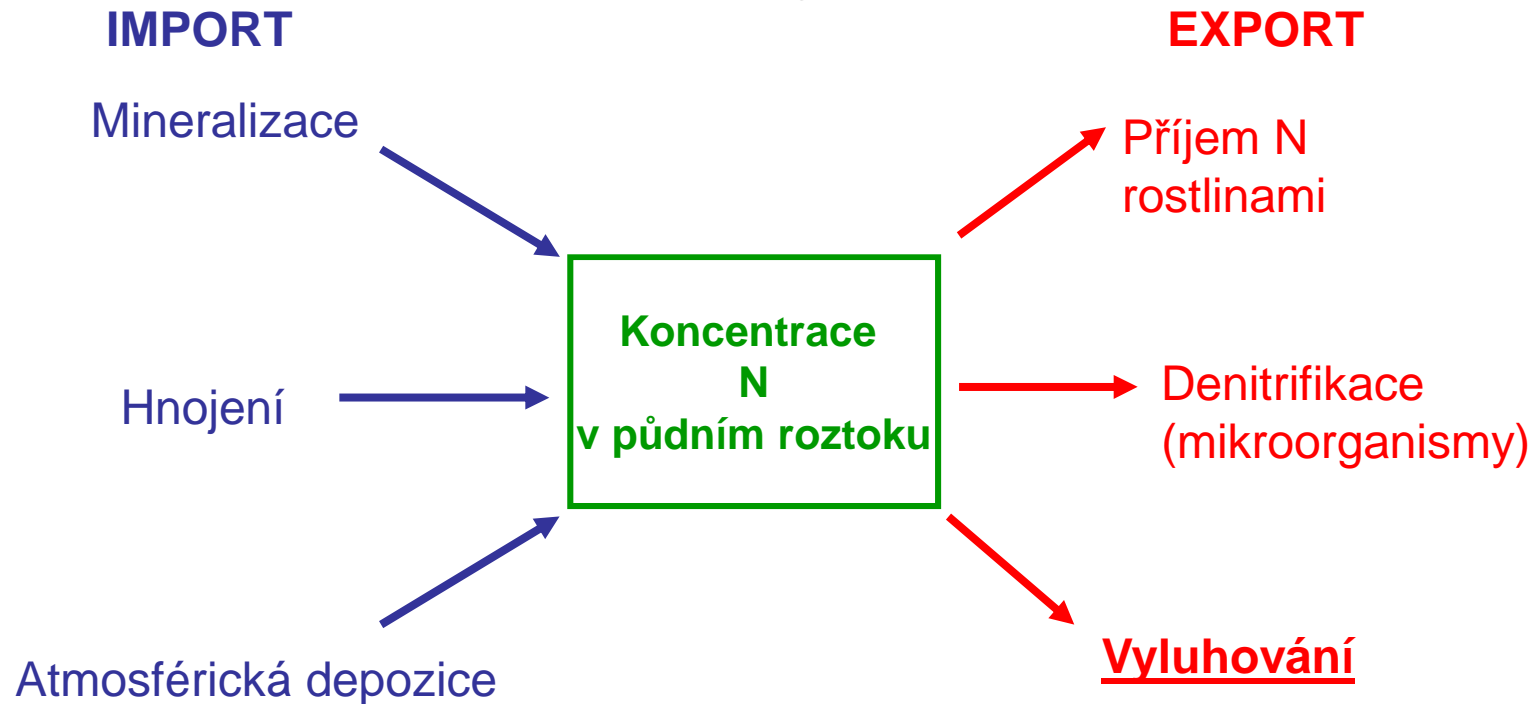 IMPORT
EXPORT
Mineralizace
Příjem N
rostlinami
Koncentrace
N
v půdním roztoku
Hnojení
Denitrifikace
(mikroorganismy)
Atmosférická depozice
Vyluhování